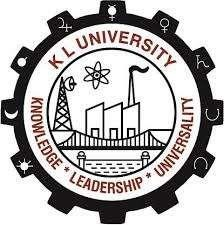 K L UNIVERSITY
KNOWLEDGE * LEADERSHIP * UNIVERSALITY